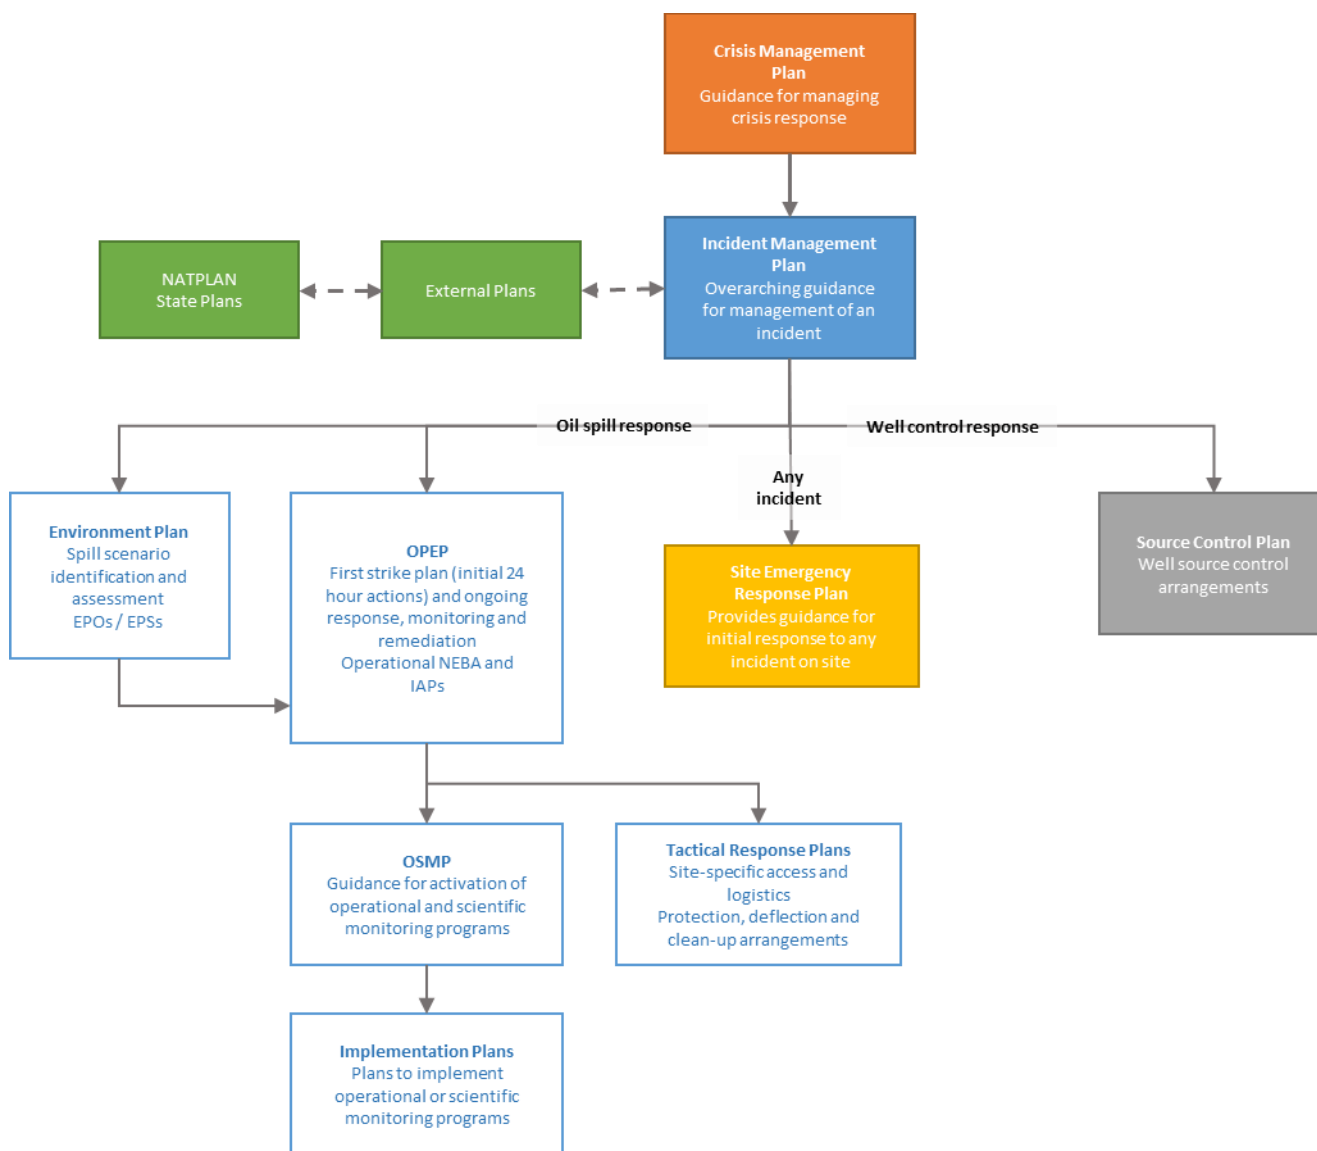 Crisis Management
Plan
Guidance for managing
crisis response
Incident Management
Plan
Overarching guidance
for management of an
incident
NATPLAN
State Plans
External Plans
Oil spill response
Well control response
Any
incident
Environment Plan
Spill scenario
identification and
assessment
EPOs / EPSs
OPEP
First strike plan (initial 24
hour actions) and ongoing
response, monitoring and
remediation
Operational NEBA and
IAPs
Site Emergency
Response Plan
Provides guidance for
initial response to any
incident on site
Source Control Plan
Well source control
arrangements
OSMP
Guidance for activation of
operational and scientific
monitoring programs
Tactical Response Plans
Site-specific access and
logistics
Protection, deflection and
clean-up arrangements
Implementation Plans
Plans to implement
operational or scientific
monitoring programs